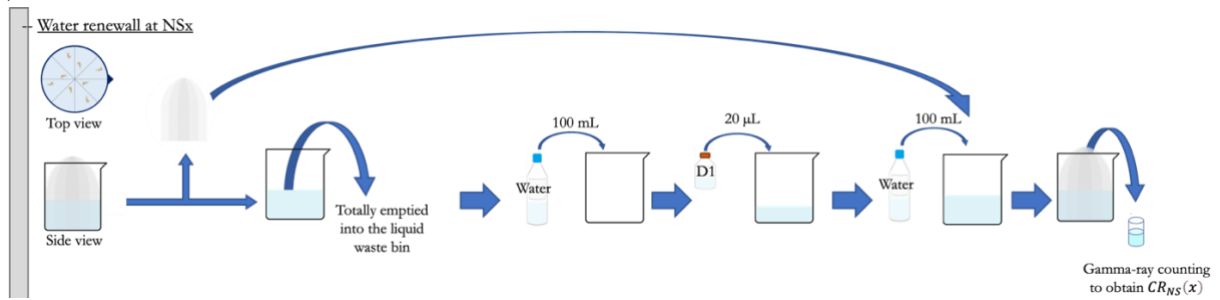 Water renewall at NSx
Top view
Side view
Totally emptied
into the liquid
waste bin
100 mL
Water
20 μL
D1
100 mL
Water
Gamma-ray counting
to obtain CR_NS(x)